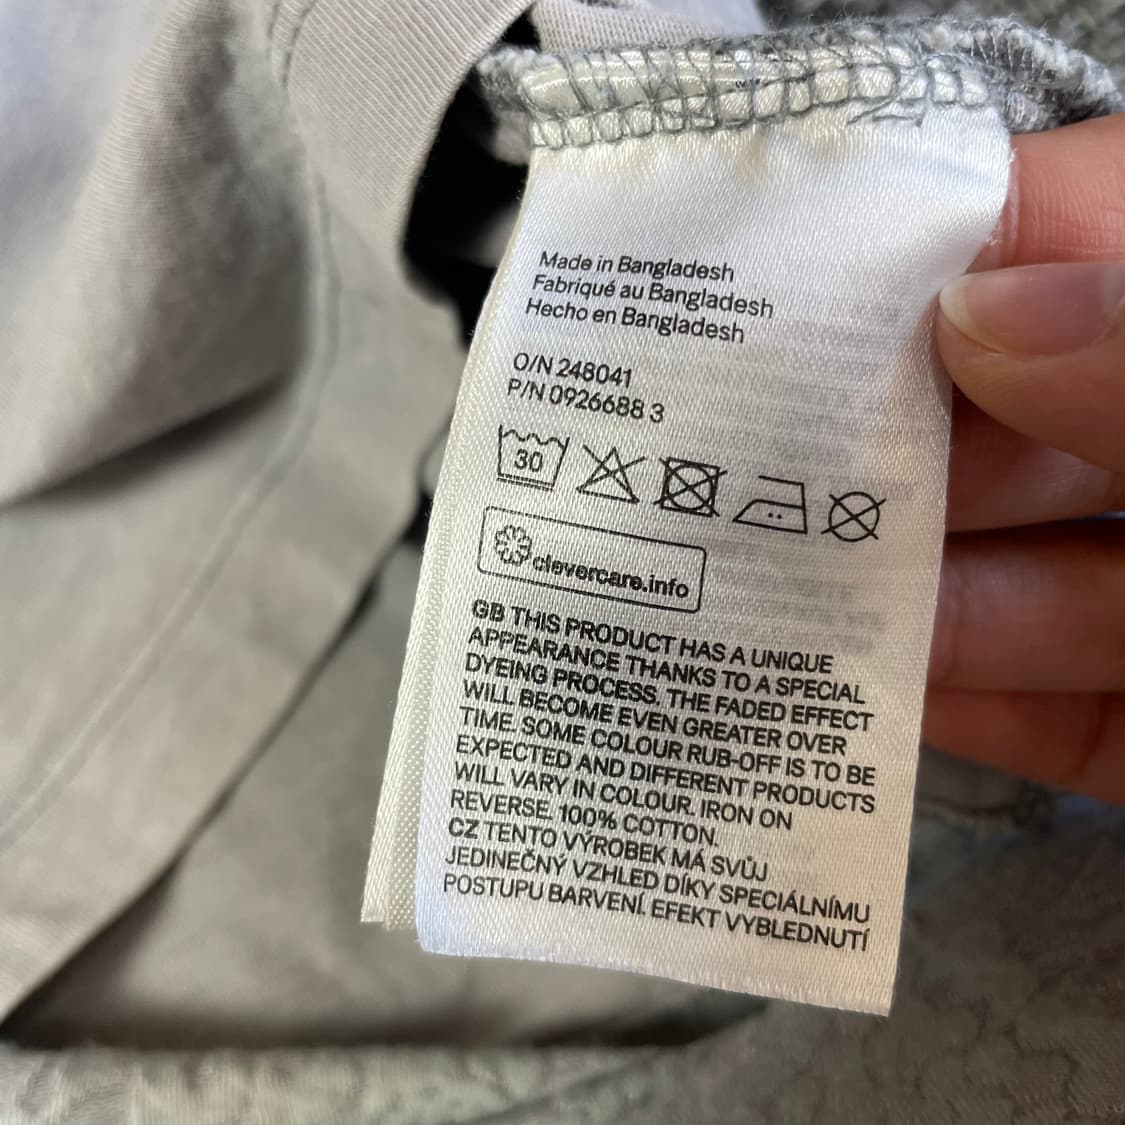 Made in Bangladesh
Fabriqué au Bangladesh
Hecho en Bangladesh
O/N 248041
P/N 0926688 3
30
clevercare.info
GB THIS PRODUCT HAS A UNIQUE
APPEARANCE THANKS TO A SPECIAL
DYEING PROCESS. THE FADED EFFECT
WILL BECOME EVEN GREATER OVER
TIME. SOME COLOUR RUB-OFF IS TO BE
EXPECTED AND DIFFERENT PRODUCTS
WILL VARY IN COLOUR. IRON ON
REVERSE. 100% COTTON.
CZ TENTO VÝROBEK MÁ SVŮJ
JEDINEČNÝ VZHLED DÍKY SPECIÁLNÍMU
POSTUPU BARVENÍ. EFEKT VYBLEDNUTÍ